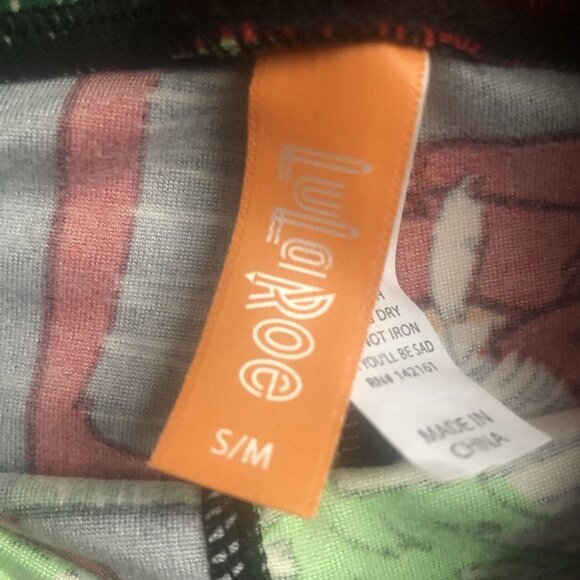 LuLaRoe
S/M
DRY
NOT IRON
YOU'LL BE SAD
RN# 142161
MADE IN
CHINA